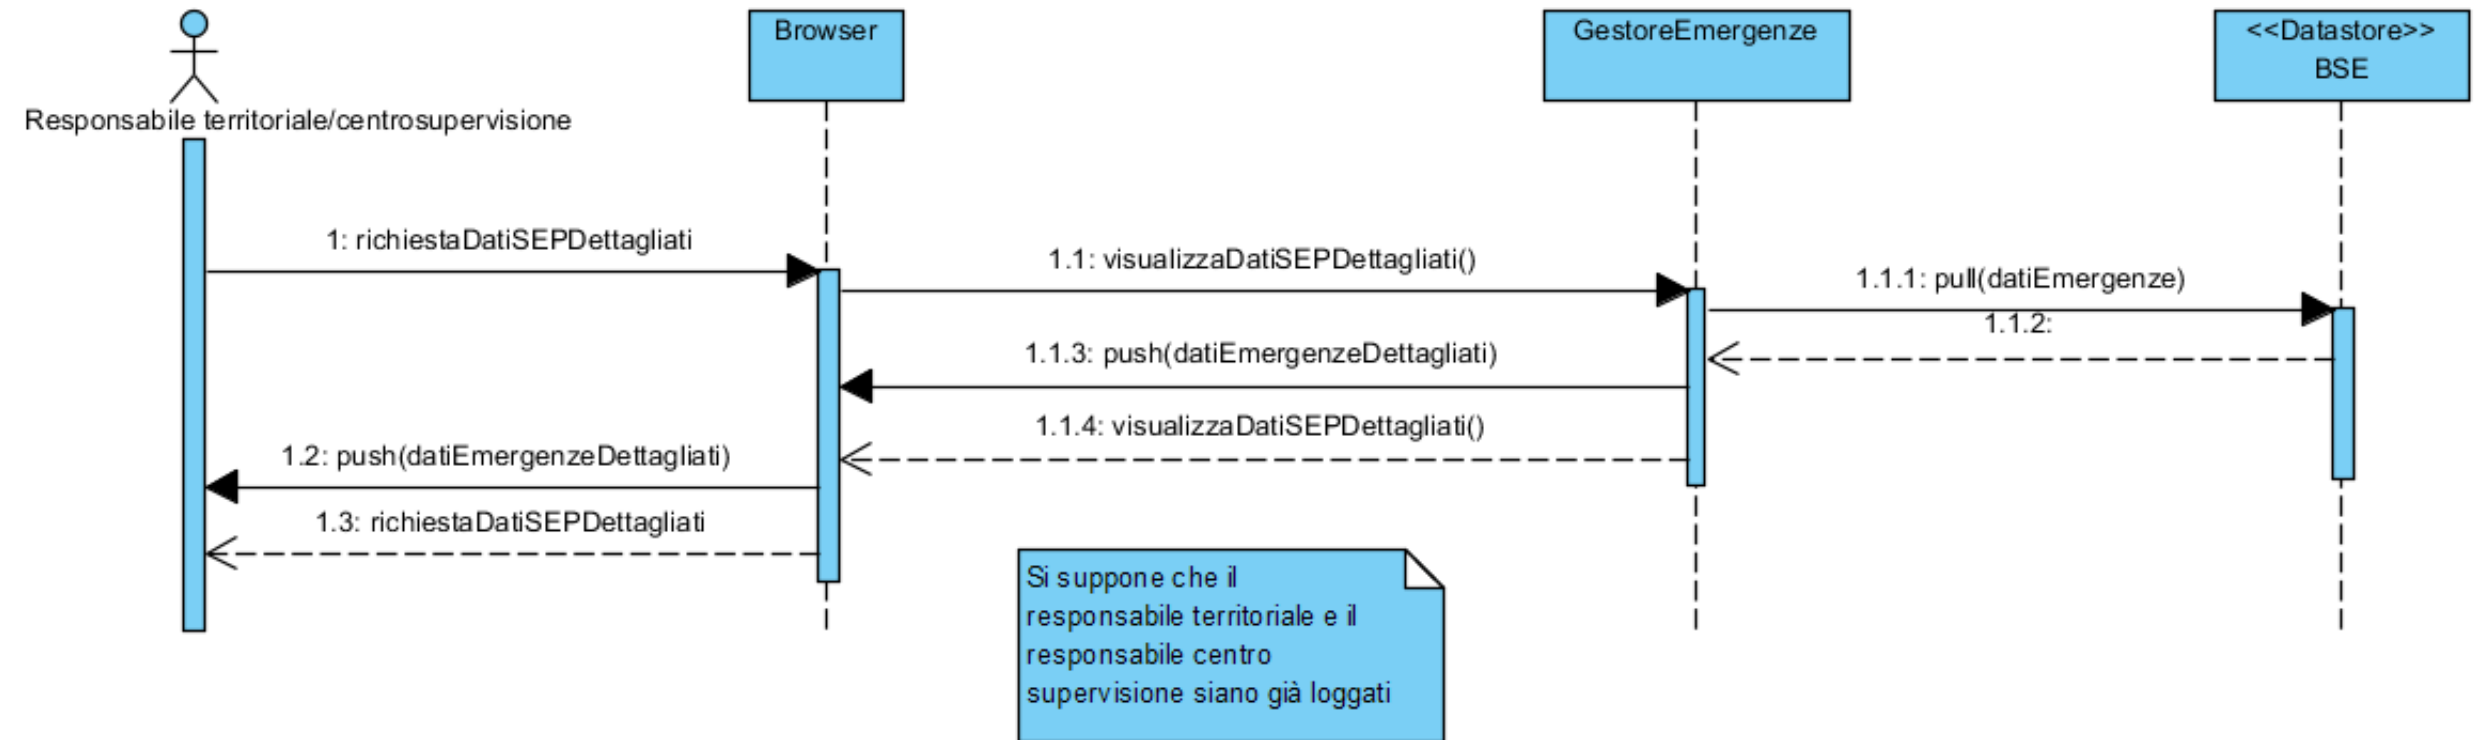 Browser
GestoreEmergenze
<<Datastore>>
BSE
Responsabile territoriale/centrosupervisione
1: richiestaDatiSEPDettagliati
1.1: visualizzaDatiSEPDettagliati()
1.1.1: pull(datiEmergenze)
1.1.2:
1.1.3: push(datiEmergenzeDettagliati)
1.1.4: visualizzaDatiSEPDettagliati()
1.2: push(datiEmergenzeDettagliati)
1.3: richiestaDatiSEPDettagliati
Si suppone che il
responsabile territoriale e il
responsabile centro
supervisione siano già loggati